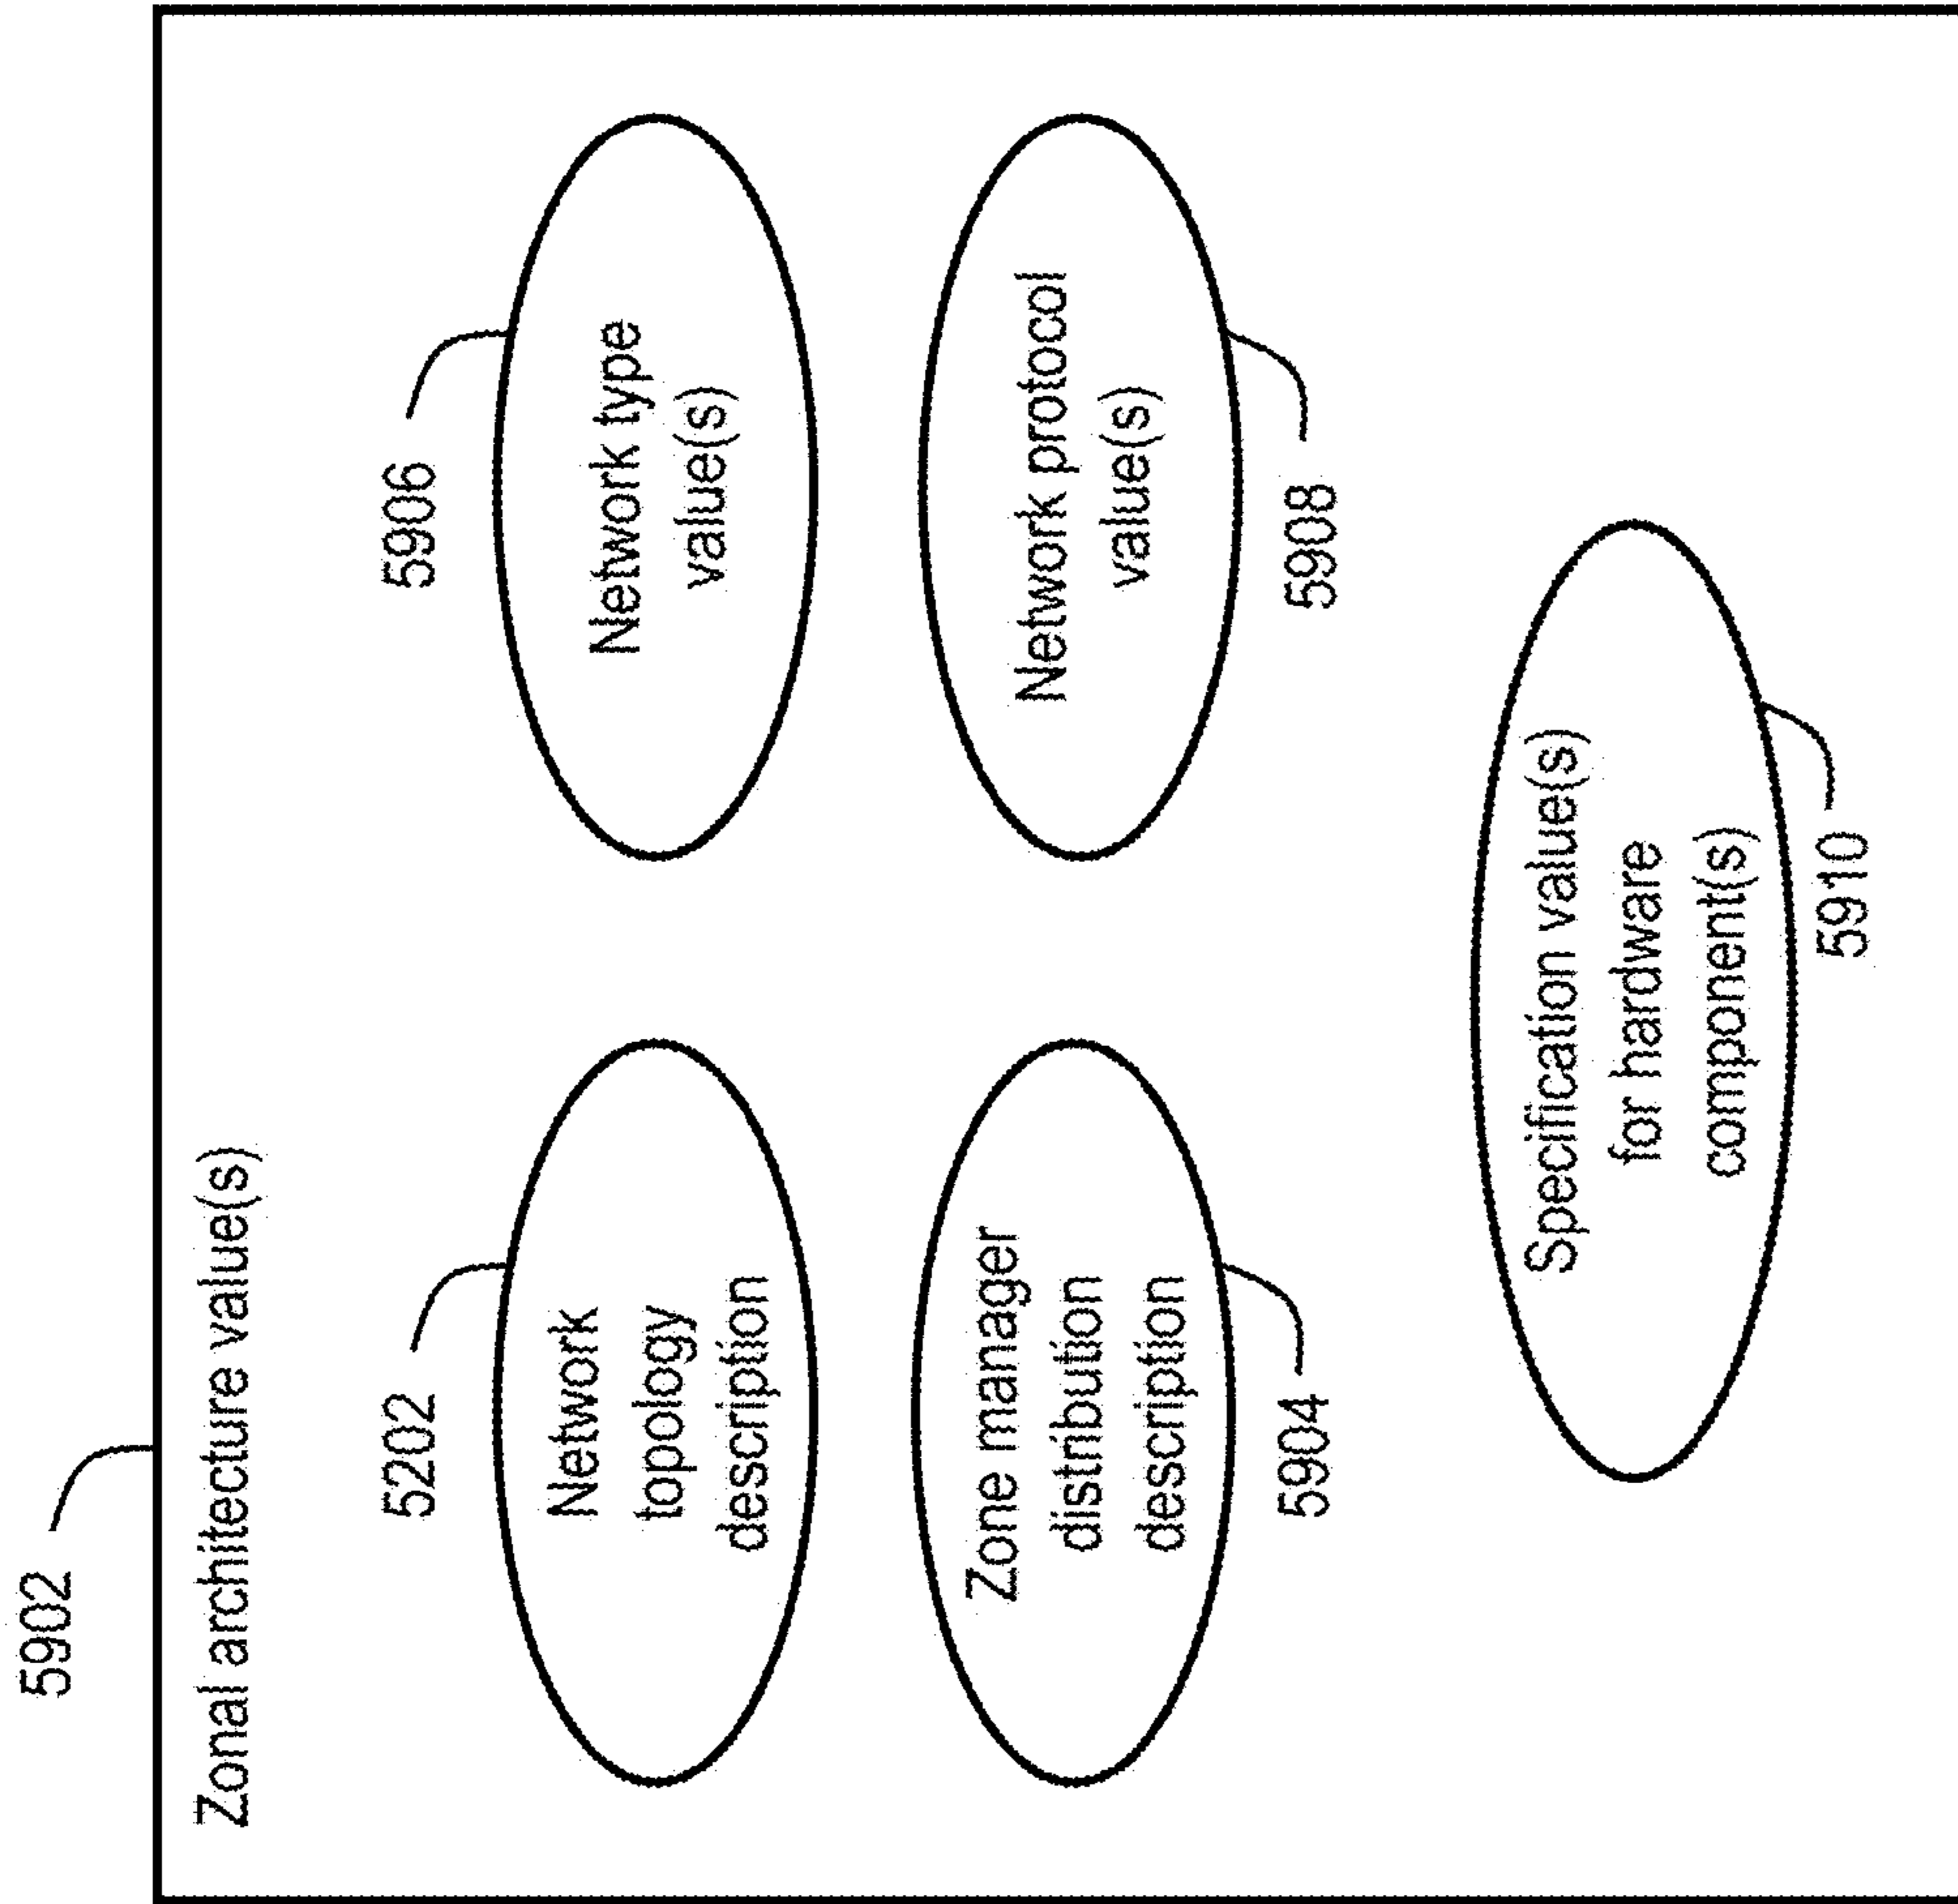 5902
Zonal architecture value(s)
5202
Network
topology
description
5906
Network type
value(s)
Zone manager
distribution
description
5904
Network protocol
value(s)
5908
Specification value(s)
for hardware
component(s)
5910